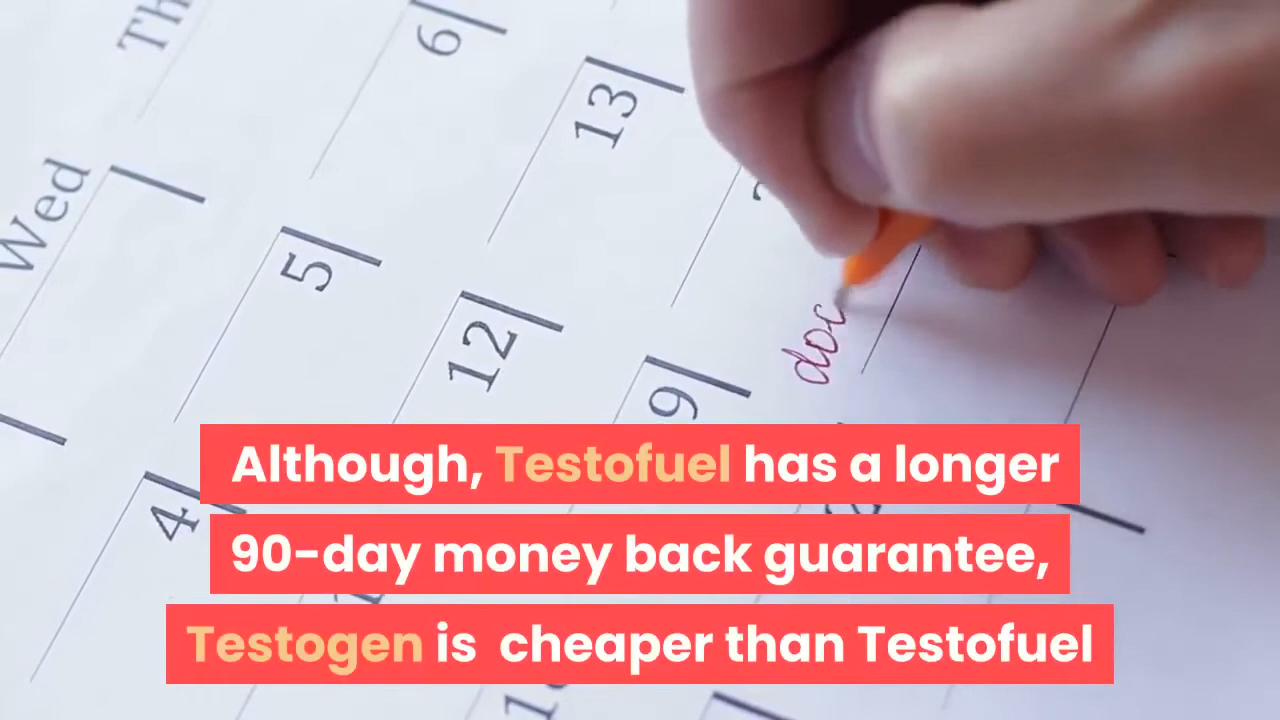 Th
6
13
Wed
5
12
9
doc
4
Although, Testofuel has a longer
90-day money back guarantee,
Testogen is cheaper than Testofuel